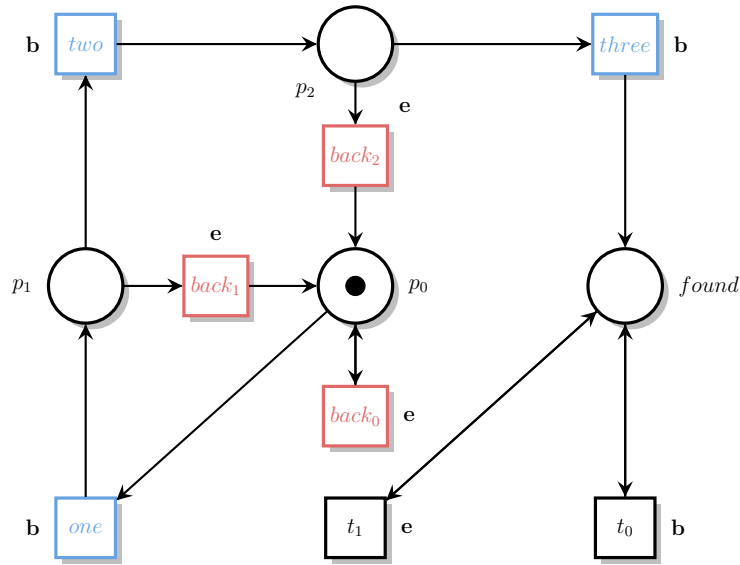 b two three b
p₂ e
back₂
e
p₁ back₁ p₀ found
back₀ e
b one t₁ e t₀ b